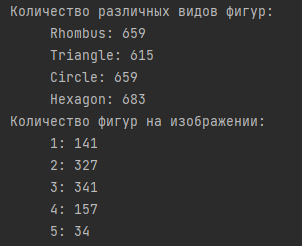 Количество различных видов фигур:
Rhombus: 659
Triangle: 615
Circle: 659
Hexagon: 683
Количество фигур на изображении:
1: 141
2: 327
3: 341
4: 157
5: 34